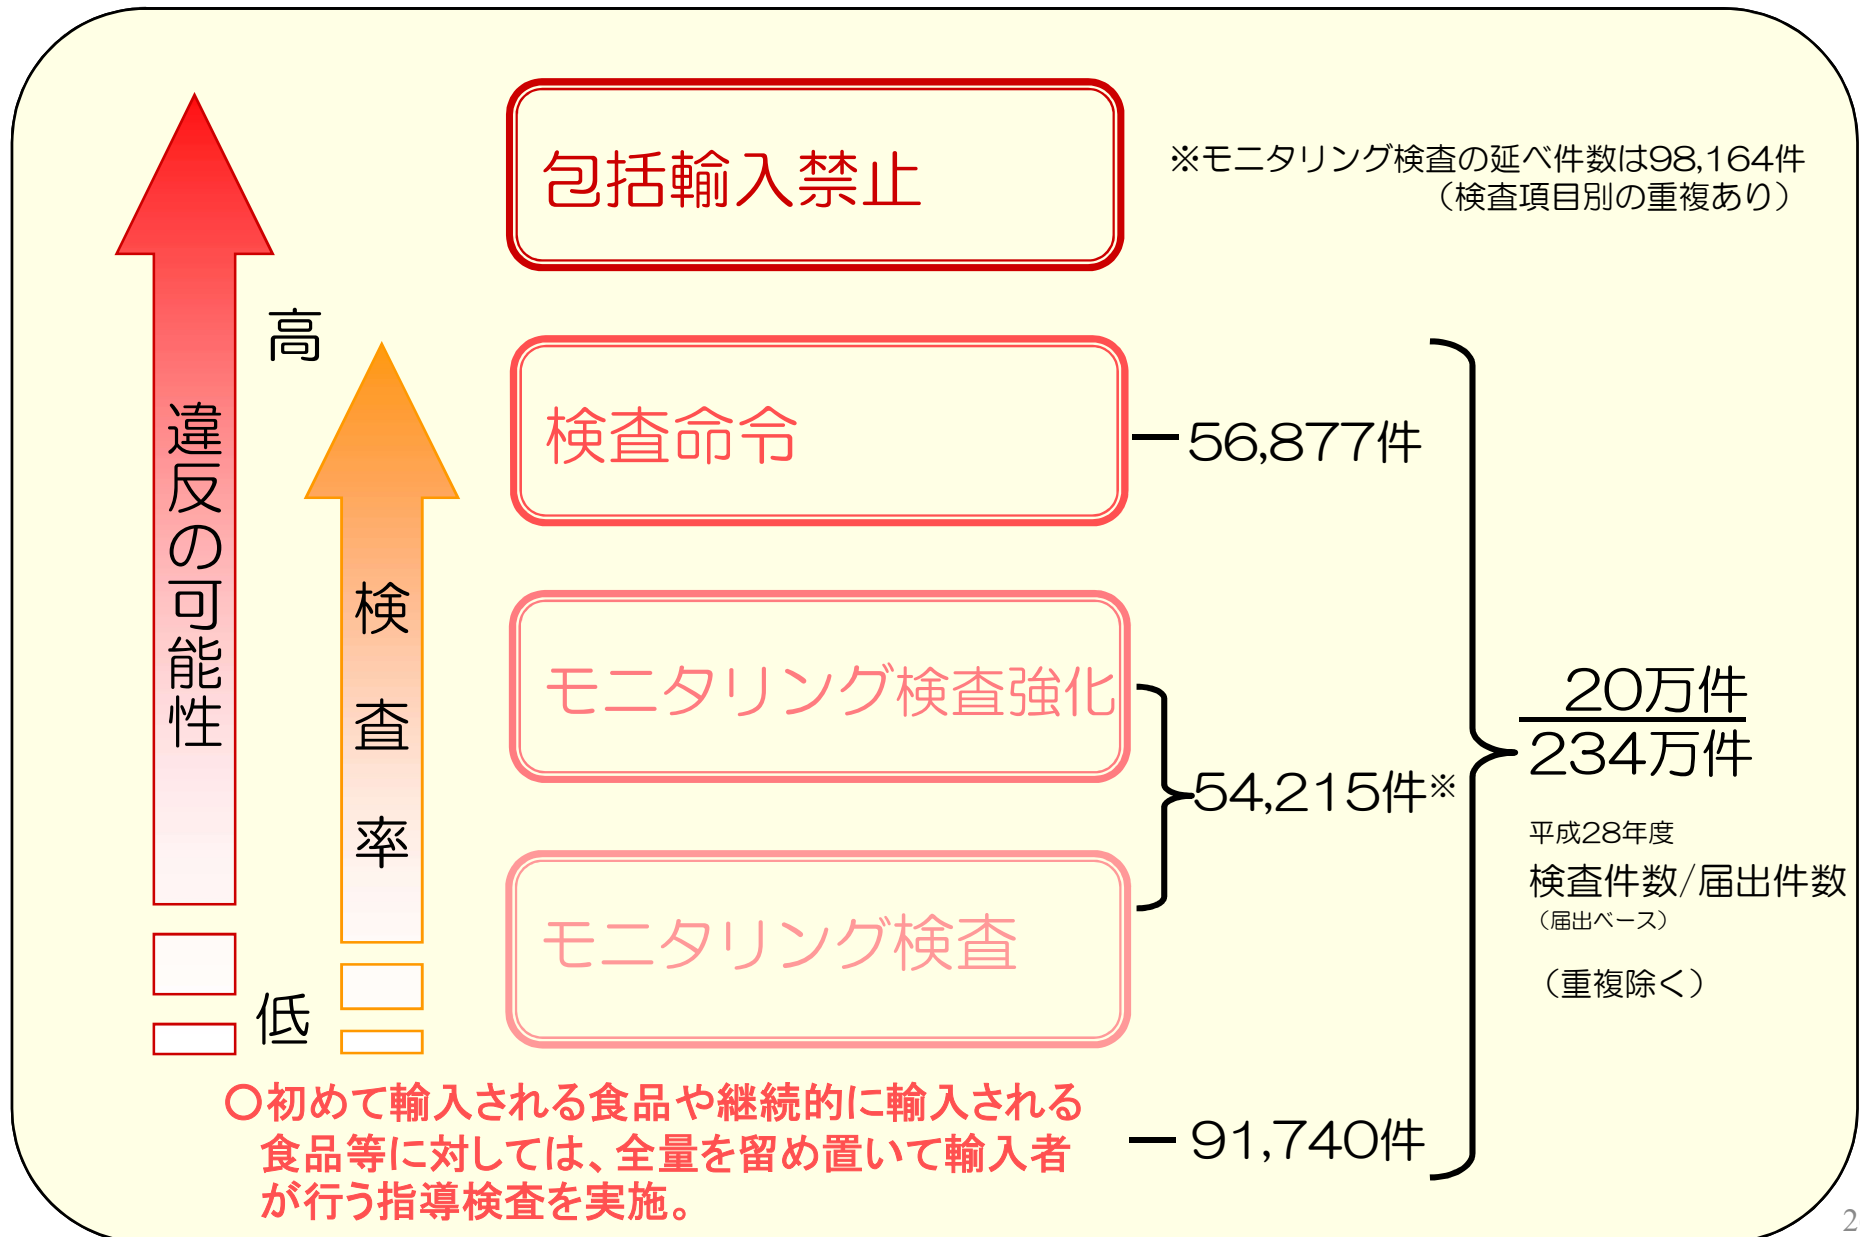 包括輸入禁止
※モニタリング検査の延べ件数は98,164件
（検査項目別の重複あり）
違反の可能性
高
低
検査率
検査命令
56,877件
モニタリング検査強化
54,215件※
モニタリング検査
20万件
234万件
平成28年度
検査件数/届出件数
（届出ベース）
（重複除く）
〇初めて輸入される食品や継続的に輸入される
食品等に対しては、全量を留め置いて輸入者
が行う指導検査を実施。
91,740件
2